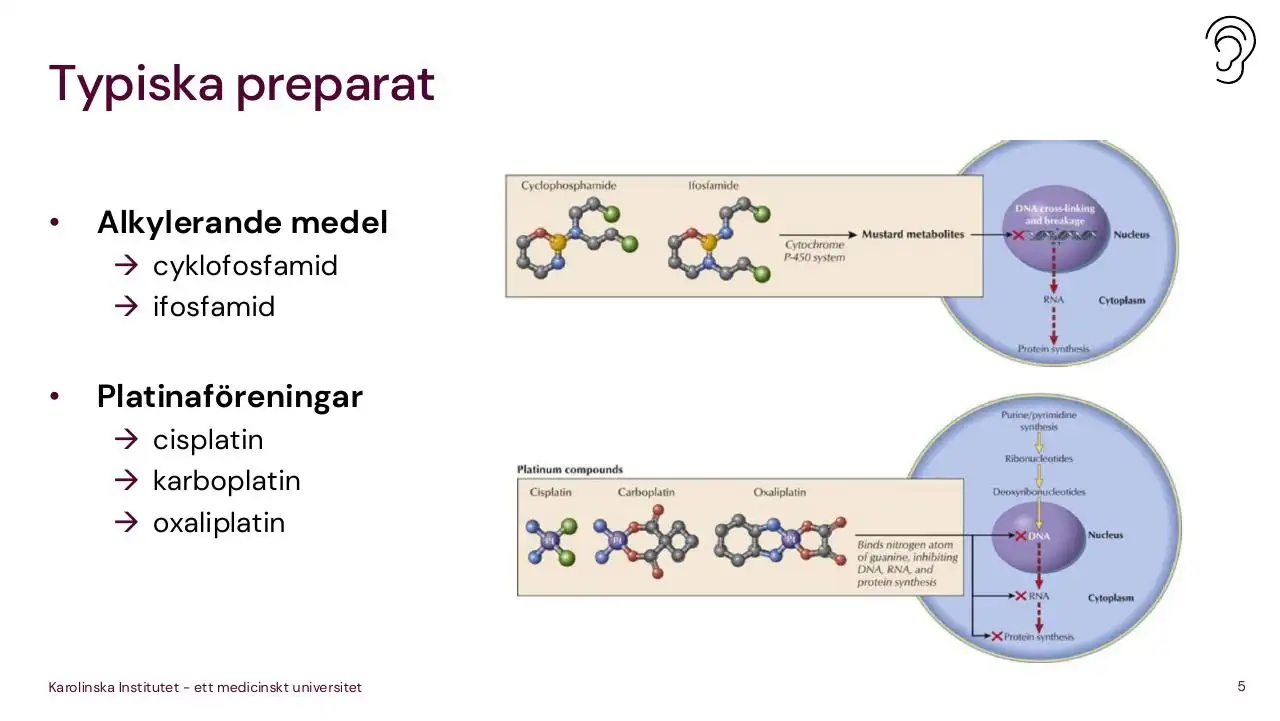 Typiska preparat
• Alkylerande medel
→ cyklofosfamid
→ ifosfamid
• Platinaföreningar
→ cisplatin
→ karboplatin
→ oxaliplatin
Cyclophosphamide
Ifosfamide
Cytochrome
P-450 system
Mustard metabolites
DNA cross-linking
and breakage
Nucleus
RNA
Cytoplasm
Protein synthesis
Platinum compounds
Cisplatin
Carboplatin
Oxaliplatin
Pt
Pt
Pt
Binds nitrogen atom
of guanine, inhibiting
DNA, RNA, and
protein synthesis
Purine/pyrimidine
synthesis
Ribonucleotides
Deoxyribonucleotides
DNA
Nucleus
RNA
Cytoplasm
Protein synthesis
Karolinska Institutet - ett medicinskt universitet
5